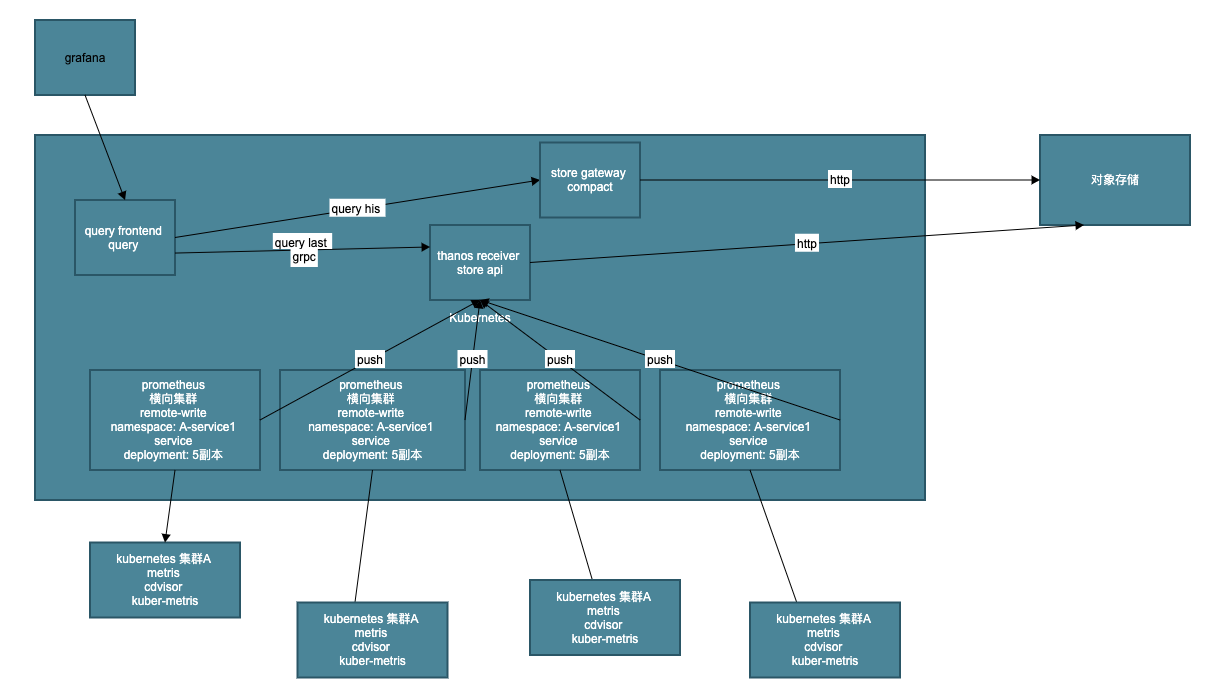 grafana
query frontend
query
query his
query last
grpc
store gateway
compact
http
对象存储
thanos receiver
store api
http
Kubernetes
push
push
push
push
prometheus
横向集群
remote-write
namespace: A-service1
service
deployment: 5副本
prometheus
横向集群
remote-write
namespace: A-service1
service
deployment: 5副本
prometheus
横向集群
remote-write
namespace: A-service1
service
deployment: 5副本
prometheus
横向集群
remote-write
namespace: A-service1
service
deployment: 5副本
kubernetes 集群A
metris
cdvisor
kuber-metris
kubernetes 集群A
metris
cdvisor
kuber-metris
kubernetes 集群A
metris
cdvisor
kuber-metris
kubernetes 集群A
metris
cdvisor
kuber-metris